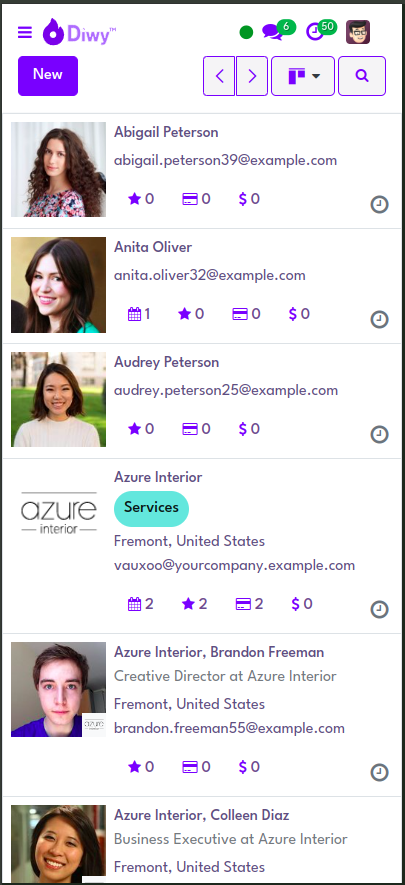 Diwy™
6
50
New
Abigail Peterson
abigail.peterson39@example.com
0 0 $ 0
Anita Oliver
anita.oliver32@example.com
1 0 0 $ 0
Audrey Peterson
audrey.peterson25@example.com
0 0 $ 0
azure
interior
Azure Interior
Services
Fremont, United States
vauxoo@yourcompany.example.com
2 2 2 $ 0
Azure Interior, Brandon Freeman
Creative Director at Azure Interior
Fremont, United States
brandon.freeman55@example.com
azure
0 0 $ 0
Azure Interior, Colleen Diaz
Business Executive at Azure Interior
Fremont, United States